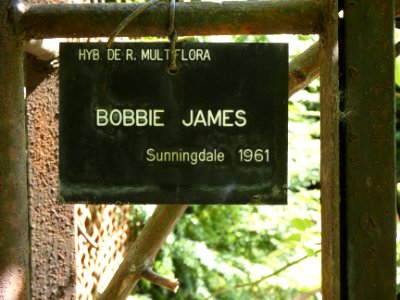 HYB. DE R. MULTIFLORA
BOBBIE JAMES
Sunningdale 1961